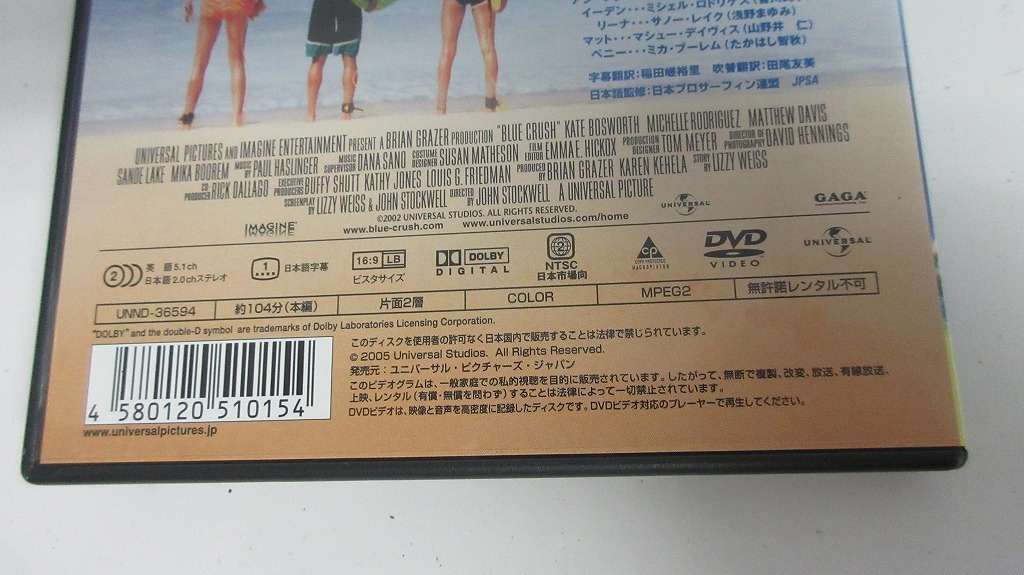 イーデン・・・ミシェル・ロドリゲス
リーナ・・・サノー・レイク(浅野まゆみ)
マット・・・マシュー・デイヴィス(山野井 仁)
ペニー・・・ミカ・ブーレム(たかはし智秋)
字幕翻訳:稲田嵯裕里 吹替翻訳:田尾友美
日本語監修:日本プロサーフィン連盟 JPSA
UNIVERSAL PICTURES AND IMAGINE ENTERTAINMENT PRESENT A BRIAN GRAZER PRODUCTION "BLUE CRUSH" KATE BOSWORTH MICHELLE RODRIGUEZ MATTHEW DAVIS
SANOE LAKE MIKA BOOREM MUSIC BY PAUL HASLINGER MUSIC SUPERVISOR DANA SANO COSTUME DESIGNER SUSAN MATHESON FILM EDITOR EMMA E. HICKOX PRODUCTION DESIGNER TOM MEYER DIRECTOR OF PHOTOGRAPHY DAVID HENNINGS
CO-PRODUCER RICK DALLAGO EXECUTIVE PRODUCERS BUFFY SHUTT KATHY JONES LOUIS G. FRIEDMAN PRODUCED BY BRIAN GRAZER KAREN KEHELA STORY BY LIZZY WEISS
SCREENPLAY BY LIZZY WEISS & JOHN STOCKWELL DIRECTED BY JOHN STOCKWELL A UNIVERSAL PICTURE
©2002 UNIVERSAL STUDIOS. ALL RIGHTS RESERVED.
www.blue-crush.com www.universalstudios.com/home
IMAGINE UNIVERSAL GAGA
2 英 語 5.1ch
日本語 2.0chステレオ
1 日本語字幕
16:9 LB
ビスタサイズ
DOLBY
DIGITAL
2
NTSC
日本市場向
CP
COPY PROTECTED
MACROVISION
DVD
VIDEO
UNIVERSAL
UNND-36594 約104分(本編) 片面2層 COLOR MPEG2 無許諾レンタル不可
"DOLBY" and the double-D symbol are trademarks of Dolby Laboratories Licensing Corporation.
このディスクを使用者の許可なく日本国内で販売することは法律で禁じられています。
© 2005 Universal Studios. All Rights Reserved.
発売元:ユニバーサル・ピクチャーズ・ジャパン
このビデオグラムは、一般家庭での私的視聴を目的に販売されています。したがって、無断で複製、改変、放送、有線放送、
上映、レンタル(有償・無償を問わず)することは法律によって一切禁止されています。
DVDビデオは、映像と音声を高密度に記録したディスクです。DVDビデオ対応のプレーヤーで再生してください。
4 580120 510154
www.universalpictures.jp